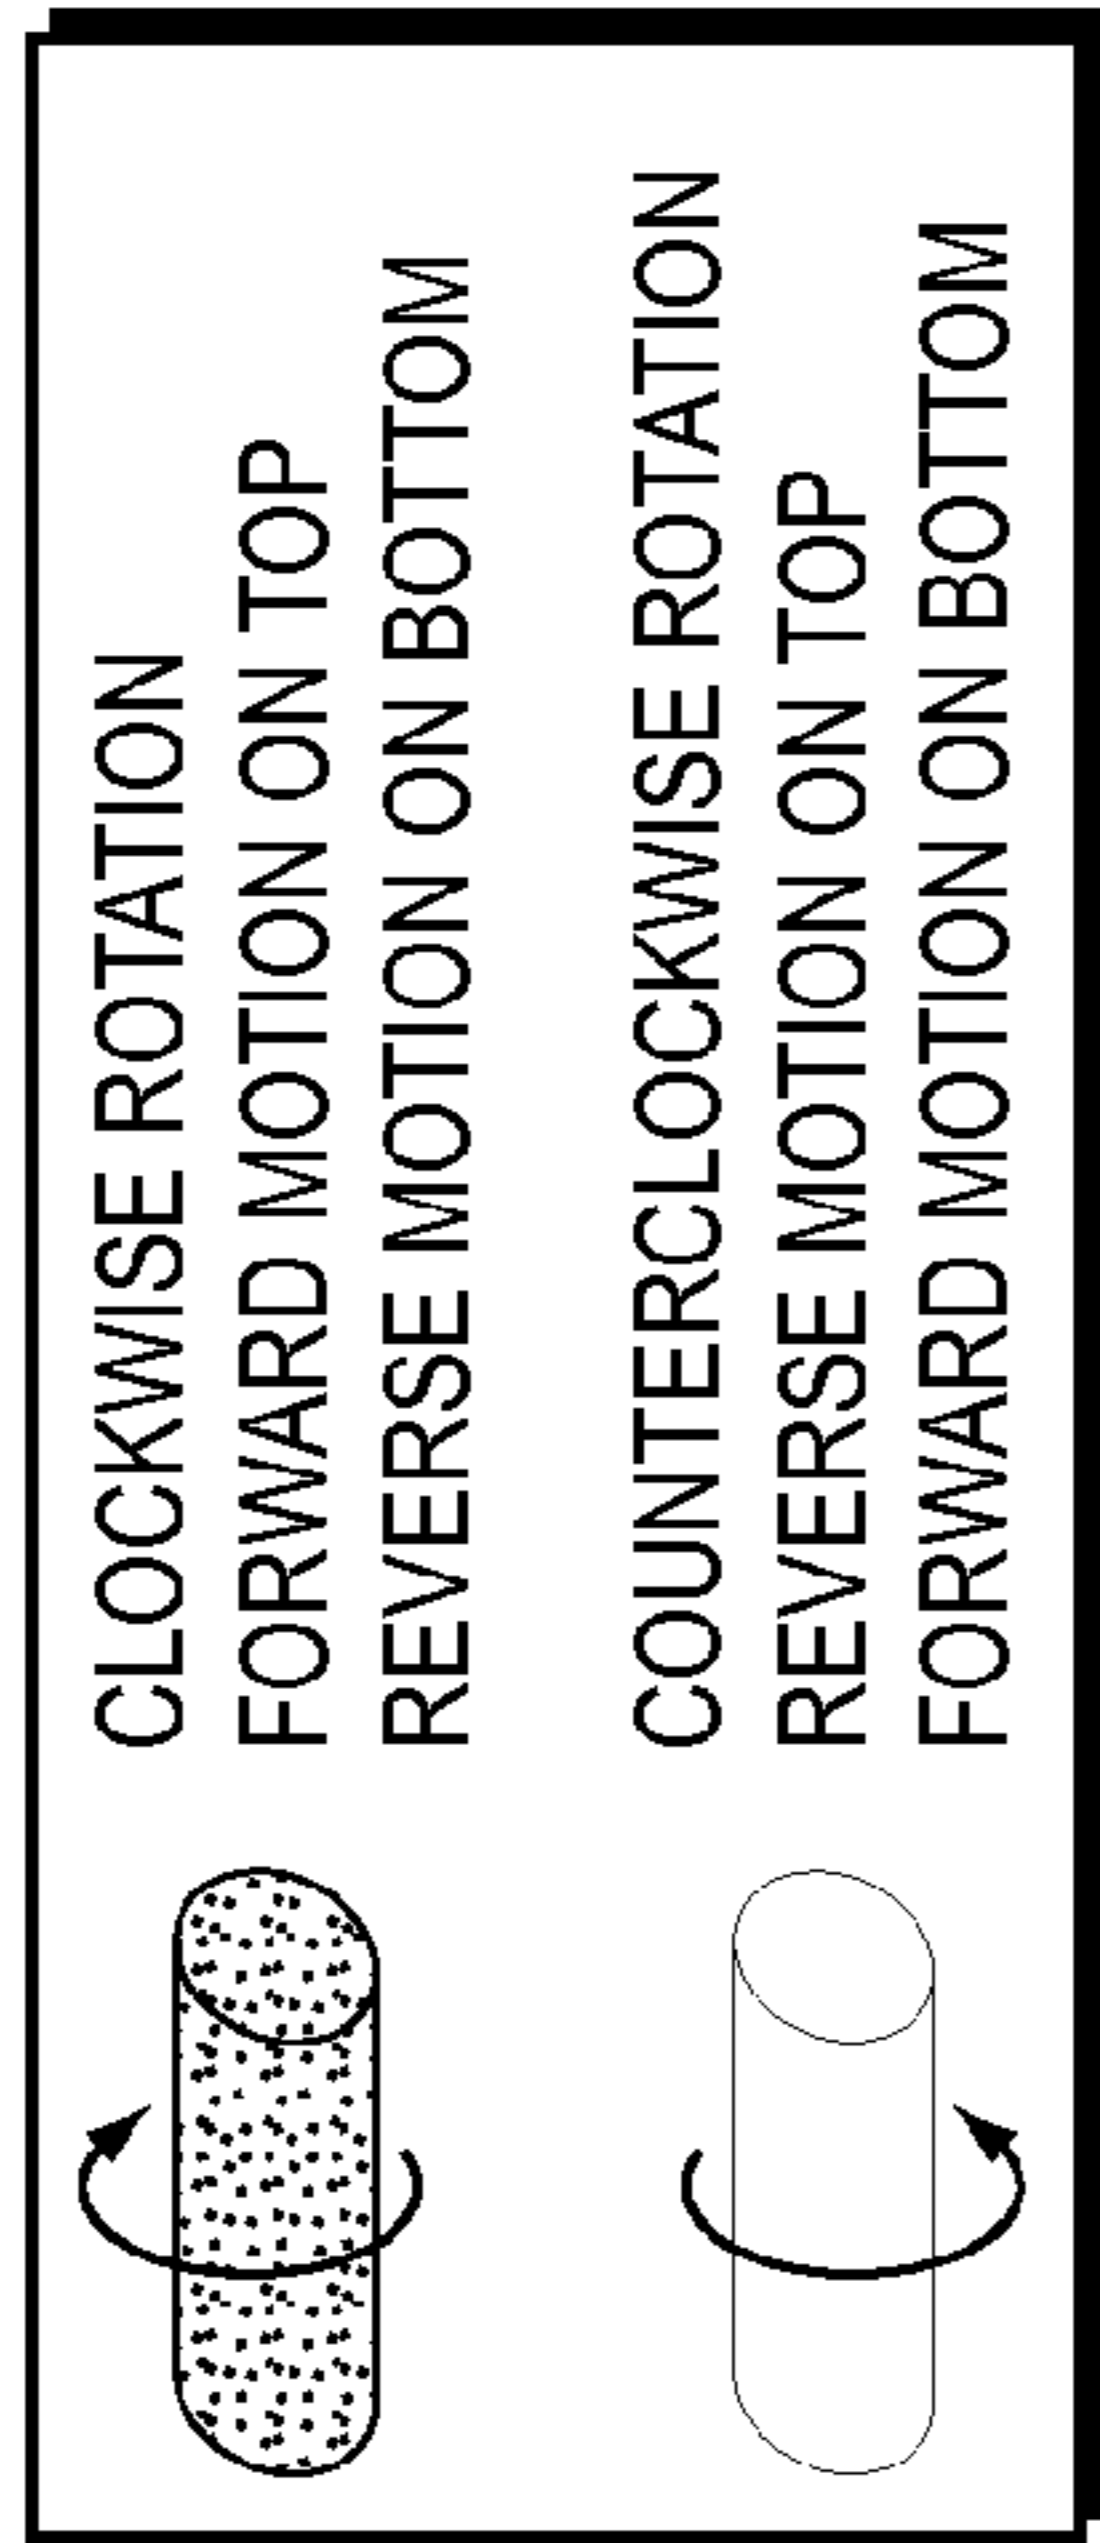 CLOCKWISE ROTATION
FORWARD MOTION ON TOP
REVERSE MOTION ON BOTTOM
COUNTERCLOCKWISE ROTATION
REVERSE MOTION ON TOP
FORWARD MOTION ON BOTTOM